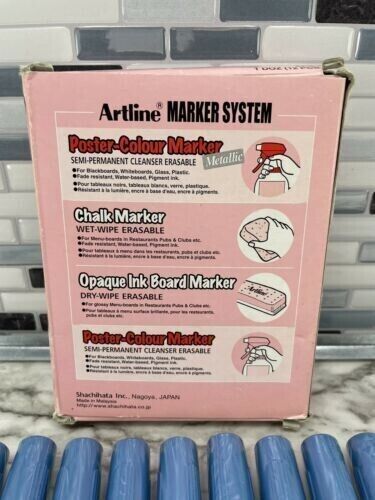 1 DOZ (12 PCS)
Artline® MARKER SYSTEM
Poster-Colour Marker
Metallic
SEMI-PERMANENT CLEANSER ERASABLE
●For Blackboards, Whiteboards, Glass, Plastic.
●Fade resistant, Water-based, Pigment ink.
●Pour tableaux noirs, tableaux blancs, verre, plastique.
●Résistant à la lumière, encre à base d'eau, encre à pigments.
Chalk Marker
WET-WIPE ERASABLE
●For Menu-boards in Restaurants Pubs & Clubs etc.
●Fade resistant, Water-based, Pigment ink.
●Pour tableaux à menu dans les restaurants, pubs et clubs etc.
●Résistant à la lumière, encre à base d'eau, encre à pigments.
Opaque Ink Board Marker
DRY-WIPE ERASABLE
●For glossy Menu-boards in Restaurants Pubs & Clubs etc.
●Pour tableaux à menu surface brillante, pour les restaurants,
pubs et clubs etc.
Poster-Colour Marker
SEMI-PERMANENT CLEANSER ERASABLE
●For Blackboards, Whiteboards, Glass, Plastic.
●Fade resistant, Water-based, Pigment ink.
●Pour tableaux noirs, tableaux blancs, verre, plastique.
●Résistant à la lumière, encre à base d'eau, encre à pigments.
Shachihata Inc., Nagoya, JAPAN
Made in Malaysia
http://www.shachihata.co.jp